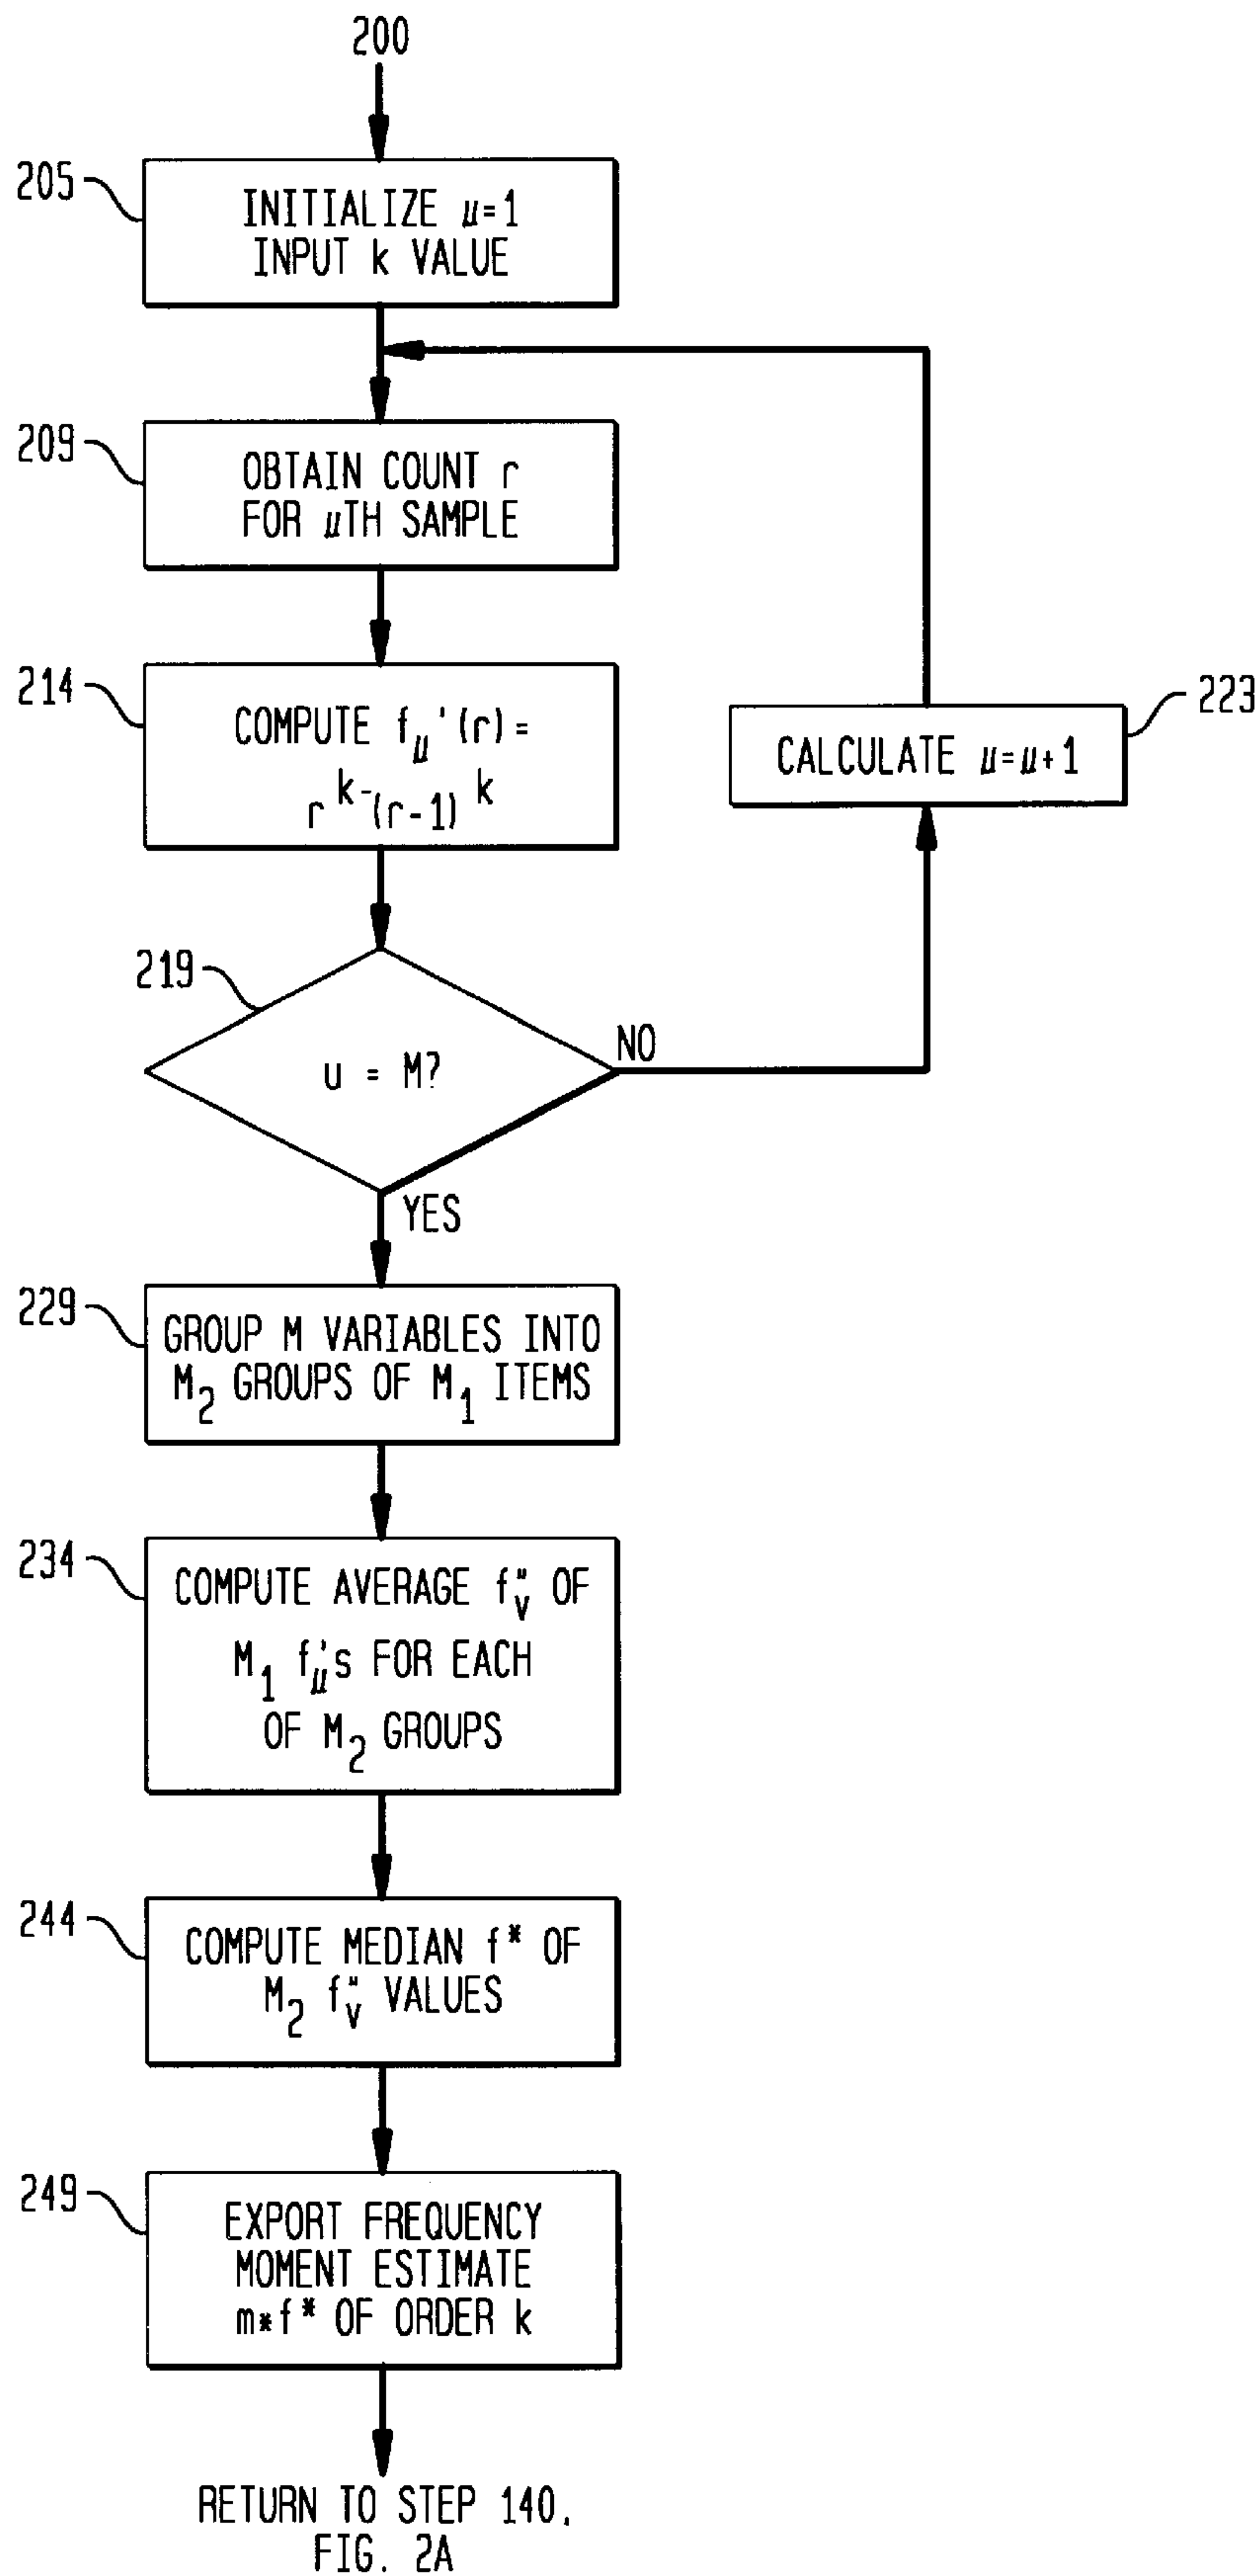 200
205
INITIALIZE μ=1
INPUT k VALUE
209
OBTAIN COUNT r
FOR μTH SAMPLE
214
COMPUTE fμ'(r)=
r k-(r-1) k
223
CALCULATE μ=μ+1
219
u = M?
NO
YES
229
GROUP M VARIABLES INTO
M2 GROUPS OF M1 ITEMS
234
COMPUTE AVERAGE fv" OF
M1 fμ's FOR EACH
OF M2 GROUPS
244
COMPUTE MEDIAN f* OF
M2 fv" VALUES
249
EXPORT FREQUENCY
MOMENT ESTIMATE
m*f* OF ORDER k
RETURN TO STEP 140,
FIG. 2A